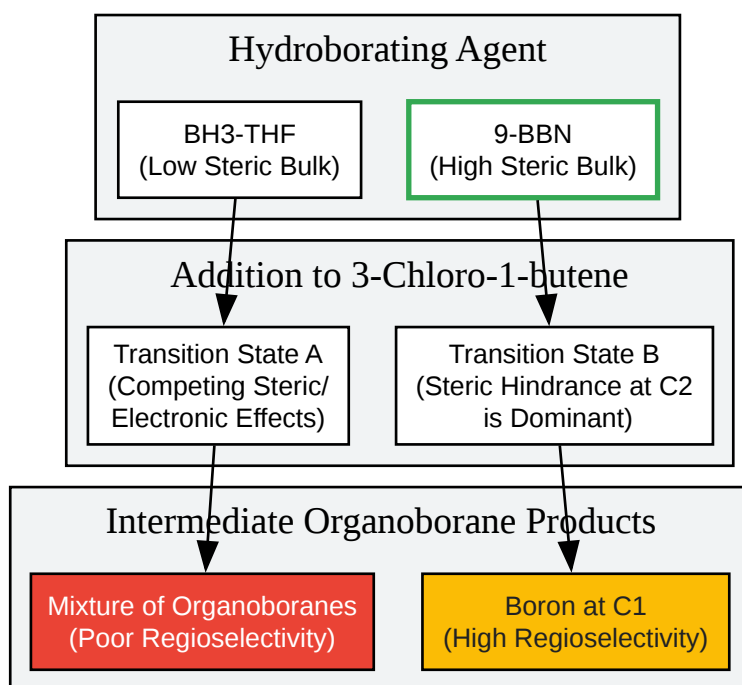 Hydroborating Agent
BH3-THF
(Low Steric Bulk)
9-BBN
(High Steric Bulk)
Addition to 3-Chloro-1-butene
Transition State A
(Competing Steric/
Electronic Effects)
Transition State B
(Steric Hindrance at C2
is Dominant)
Intermediate Organoborane Products
Mixture of Organoboranes
(Poor Regioselectivity)
Boron at C1
(High Regioselectivity)